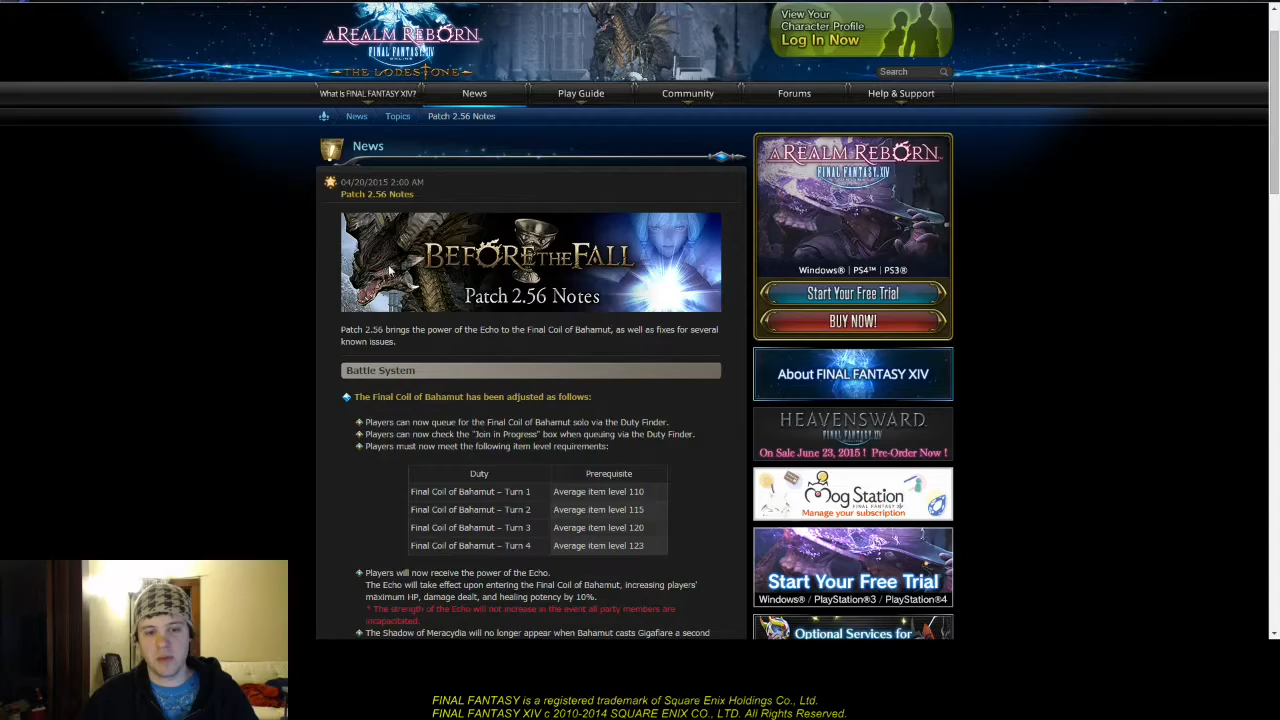 A REALM REBORN
FINAL FANTASY XIV
ONLINE
THE LODESTONE
View Your
Character Profile
Log In Now
Search
What is FINAL FANTASY XIV?
News
Play Guide
Community
Forums
Help & Support
News
Topics
Patch 2.56 Notes
News
04/20/2015 2:00 AM
Patch 2.56 Notes
BEFORE THE FALL
Patch 2.56 Notes
Patch 2.56 brings the power of the Echo to the Final Coil of Bahamut, as well as fixes for several
known issues.
Battle System
The Final Coil of Bahamut has been adjusted as follows:
Players can now queue for the Final Coil of Bahamut solo via the Duty Finder.
Players can now check the "Join in Progress" box when queuing via the Duty Finder.
Players must now meet the following item level requirements:
Duty Prerequisite
Final Coil of Bahamut – Turn 1 Average item level 110
Final Coil of Bahamut – Turn 2 Average item level 115
Final Coil of Bahamut – Turn 3 Average item level 120
Final Coil of Bahamut – Turn 4 Average item level 123
Players will now receive the power of the Echo.
The Echo will take effect upon entering the Final Coil of Bahamut, increasing players'
maximum HP, damage dealt, and healing potency by 10%.
* The strength of the Echo will not increase in the event all party members are
incapacitated.
The Shadow of Meracydia will no longer appear when Bahamut casts Gigaflare a second
A REALM REBORN
FINAL FANTASY XIV
Windows® | PS4™ | PS3®
Start Your Free Trial
BUY NOW!
About FINAL FANTASY XIV
HEAVENSWARD
FINAL FANTASY XIV
On Sale June 23, 2015 ! Pre-Order Now !
Mog Station
FINAL FANTASY XIV
Manage your subscription
Start Your Free Trial
Windows® / PlayStation®3 / PlayStation®4
Optional Services for
FINAL FANTASY is a registered trademark of Square Enix Holdings Co., Ltd.
FINAL FANTASY XIV c 2010-2014 SQUARE ENIX CO., LTD. All Rights Reserved.